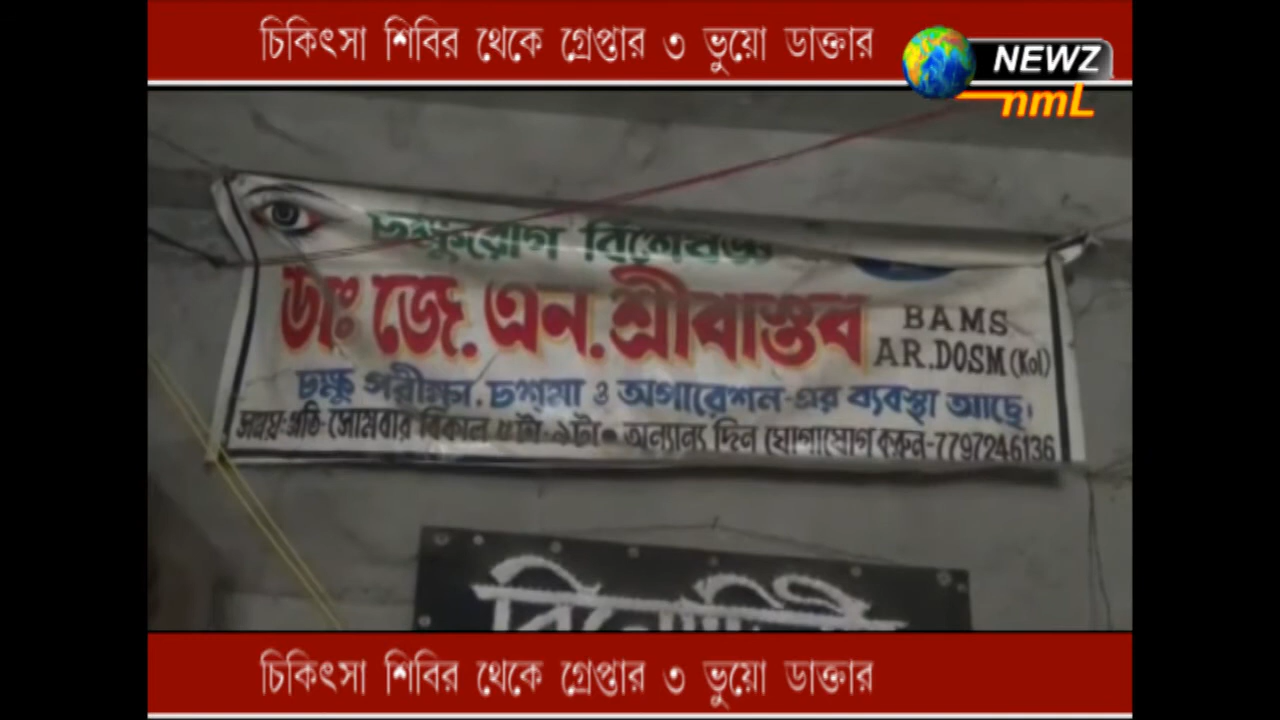 চিকিৎসা শিবির থেকে গ্রেপ্তার ৩ ভুয়ো ডাক্তার
NEWZ
nmL
চক্ষুরোগ বিশেষজ্ঞ
ডাঃ জে. এন. শ্রীবাস্তব
BAMS
AR.DOSM (Kol)
চক্ষু পরীক্ষা, চশমা ও অপারেশন-এর ব্যবস্থা আছে।
সময়-প্রতি সোমবার বিকাল ৫টা-৯টা • অন্যান্য দিন যোগাযোগ করুন-7797246136
চিকিৎসা শিবির থেকে গ্রেপ্তার ৩ ভুয়ো ডাক্তার